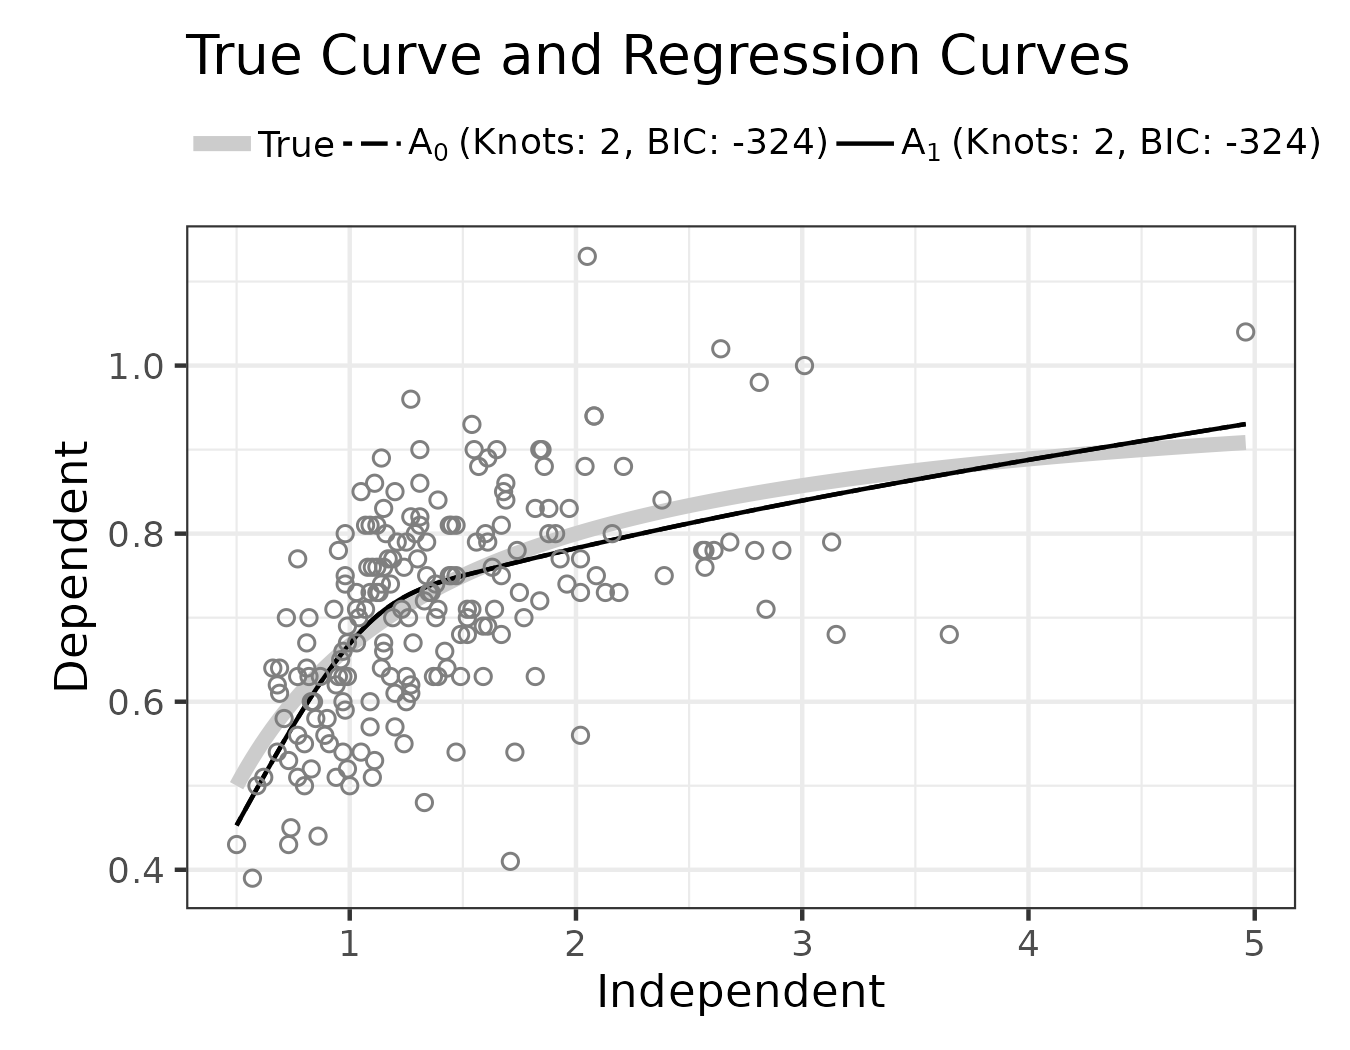 True Curve and Regression Curves
True A₀ (Knots: 2, BIC: -324) A₁ (Knots: 2, BIC: -324)
Dependent
1.0
0.8
0.6
0.4
1 2 3 4 5
Independent